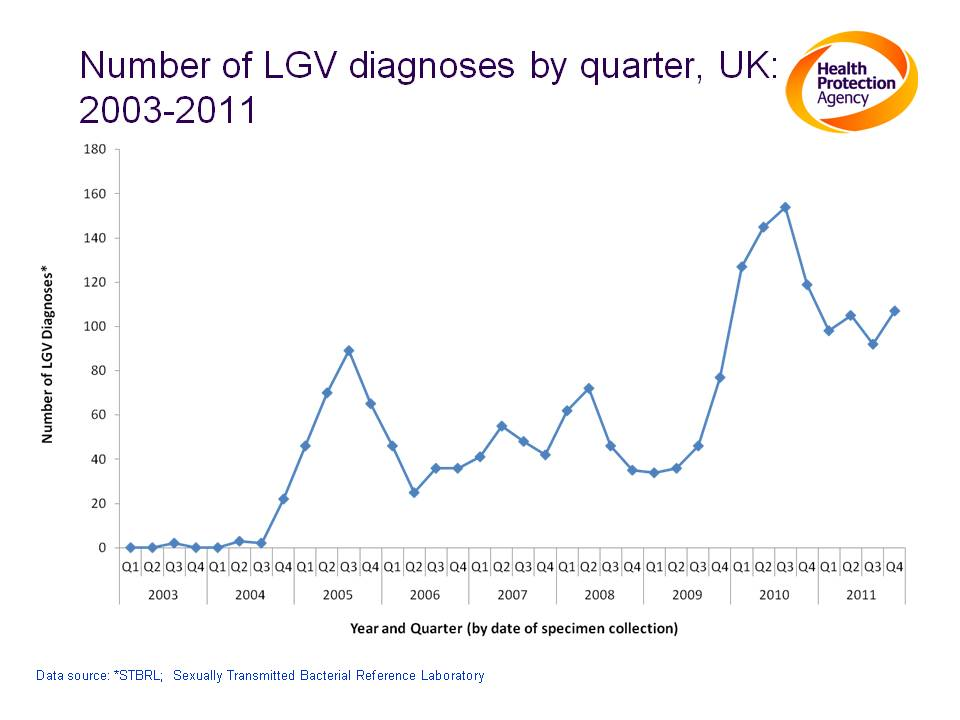 Number of LGV diagnoses by quarter, UK:
2003-2011
Health
Protection
Agency
180
160
140
120
100
80
60
40
20
0
Number of LGV Diagnoses*
Q1 Q2 Q3 Q4 Q1 Q2 Q3 Q4 Q1 Q2 Q3 Q4 Q1 Q2 Q3 Q4 Q1 Q2 Q3 Q4 Q1 Q2 Q3 Q4 Q1 Q2 Q3 Q4 Q1 Q2 Q3 Q4 Q1 Q2 Q3 Q4
2003 2004 2005 2006 2007 2008 2009 2010 2011
Year and Quarter (by date of specimen collection)
Data source: *STBRL; Sexually Transmitted Bacterial Reference Laboratory